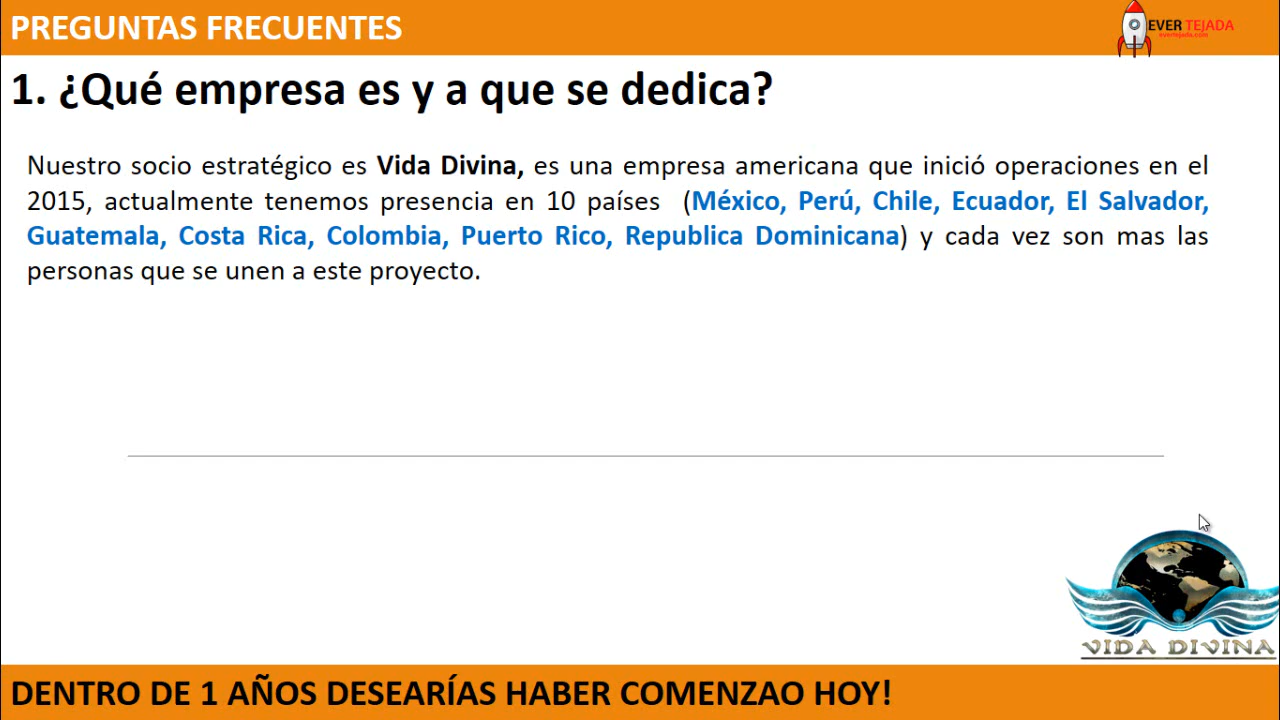 PREGUNTAS FRECUENTES
EVER TEJADA
evertejada.com
1. ¿Qué empresa es y a que se dedica?
Nuestro socio estratégico es Vida Divina, es una empresa americana que inició operaciones en el
2015, actualmente tenemos presencia en 10 países (México, Perú, Chile, Ecuador, El Salvador,
Guatemala, Costa Rica, Colombia, Puerto Rico, Republica Dominicana) y cada vez son mas las
personas que se unen a este proyecto.
VIDA DIVINA
DENTRO DE 1 AÑOS DESEARÍAS HABER COMENZAO HOY!